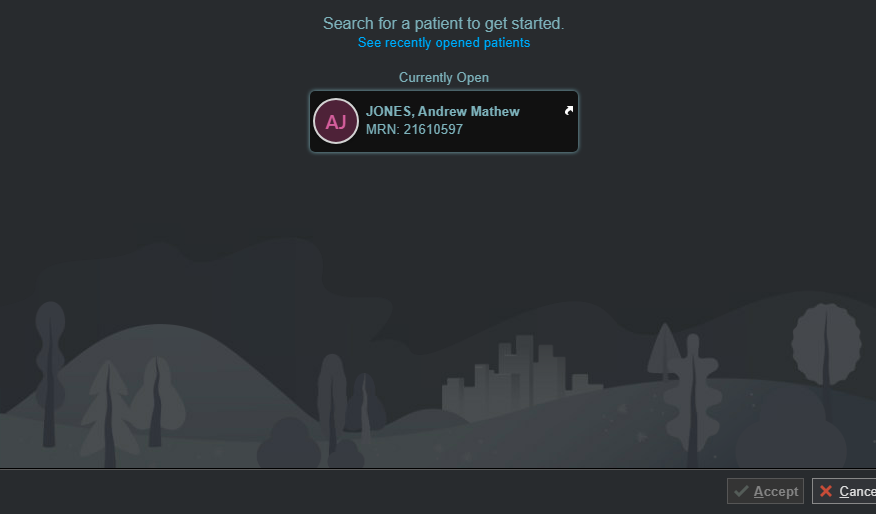 Search for a patient to get started.
See recently opened patients
Currently Open
AJ
JONES, Andrew Mathew
MRN: 21610597
Accept
Cance